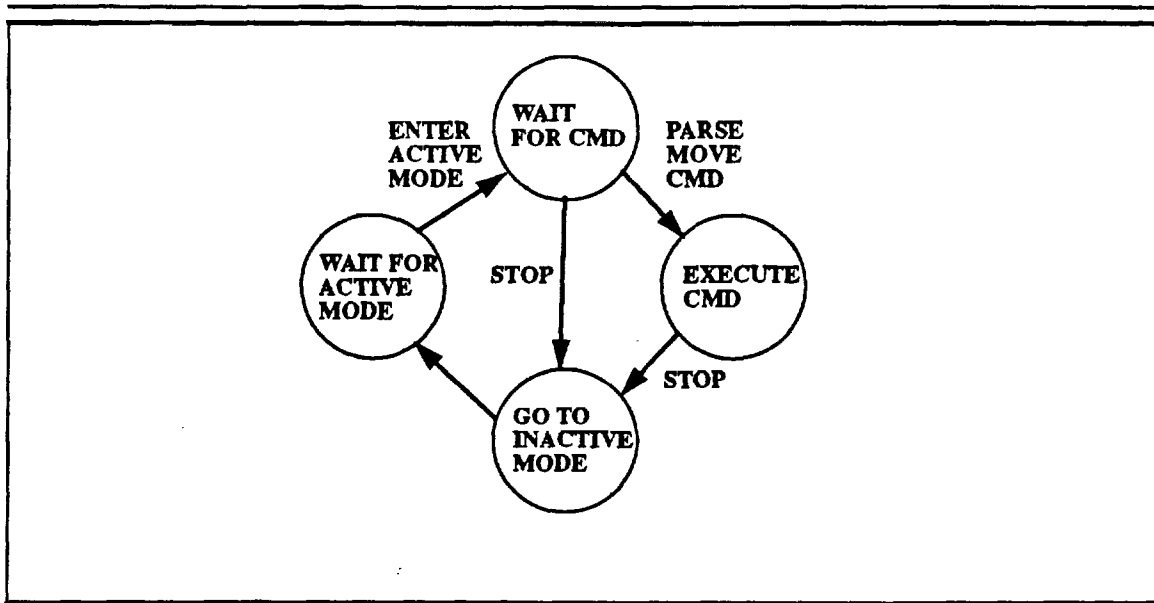 WAIT
FOR CMD
ENTER
ACTIVE
MODE
PARSE
MOVE
CMD
WAIT FOR
ACTIVE
MODE
STOP
EXECUTE
CMD
STOP
GO TO
INACTIVE
MODE